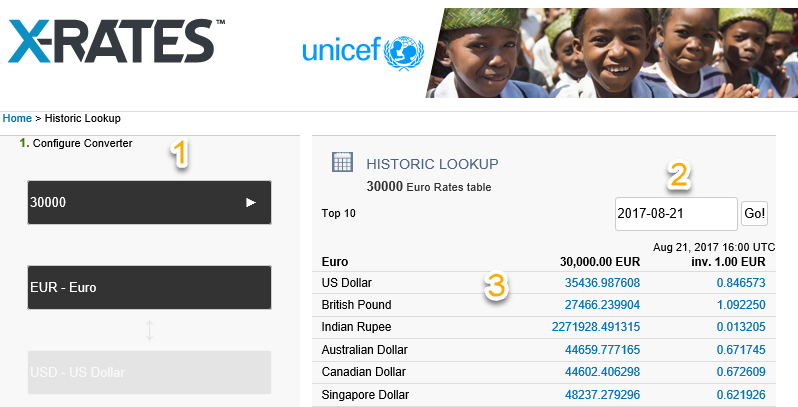 X-RATES™
unicef
Home > Historic Lookup
1. Configure Converter
1
30000
EUR - Euro
USD - US Dollar
HISTORIC LOOKUP
30000 Euro Rates table
2
Top 10
2017-08-21 Go!
Aug 21, 2017 16:00 UTC
Euro 30,000.00 EUR inv. 1.00 EUR
3
US Dollar 35436.987608 0.846573
British Pound 27466.239904 1.092250
Indian Rupee 2271928.491315 0.013205
Australian Dollar 44659.777165 0.671745
Canadian Dollar 44602.406298 0.672609
Singapore Dollar 48237.279296 0.621926